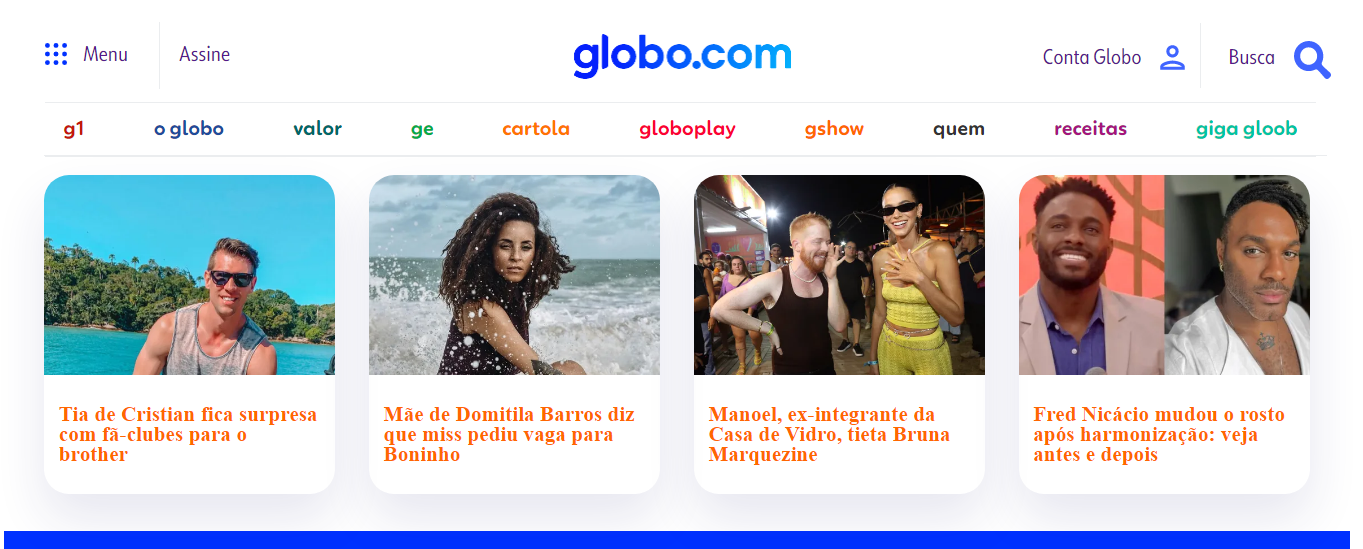 Menu
Assine
globo.com
Conta Globo
Busca
g1
o globo
valor
ge
cartola
globoplay
gshow
quem
receitas
giga gloob
Tia de Cristian fica surpresa
com fã-clubes para o
brother
Mãe de Domitila Barros diz
que miss pediu vaga para
Boninho
Manoel, ex-integrante da
Casa de Vidro, tieta Bruna
Marquezine
Fred Nicácio mudou o rosto
após harmonização: veja
antes e depois